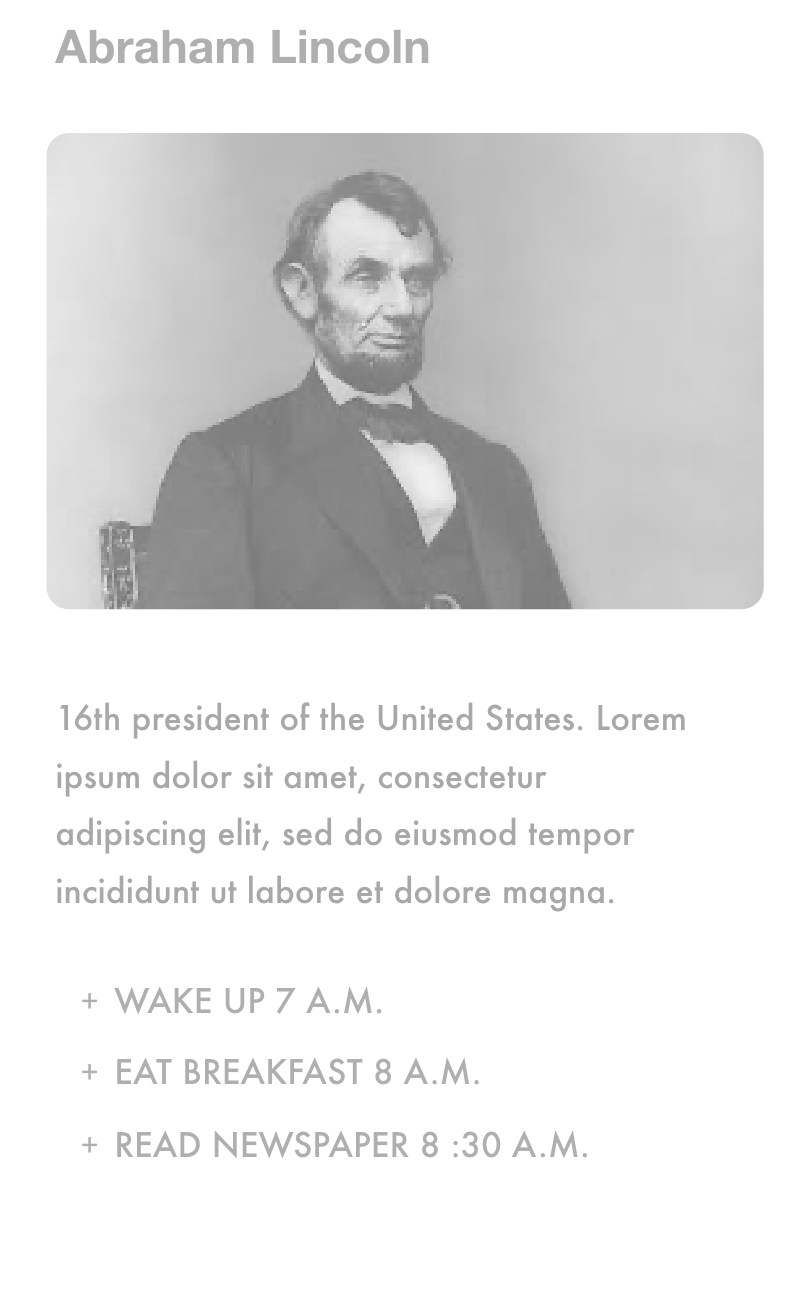 Abraham Lincoln
16th president of the United States. Lorem
ipsum dolor sit amet, consectetur
adipiscing elit, sed do eiusmod tempor
incididunt ut labore et dolore magna.
+ WAKE UP 7 A.M.
+ EAT BREAKFAST 8 A.M.
+ READ NEWSPAPER 8 :30 A.M.